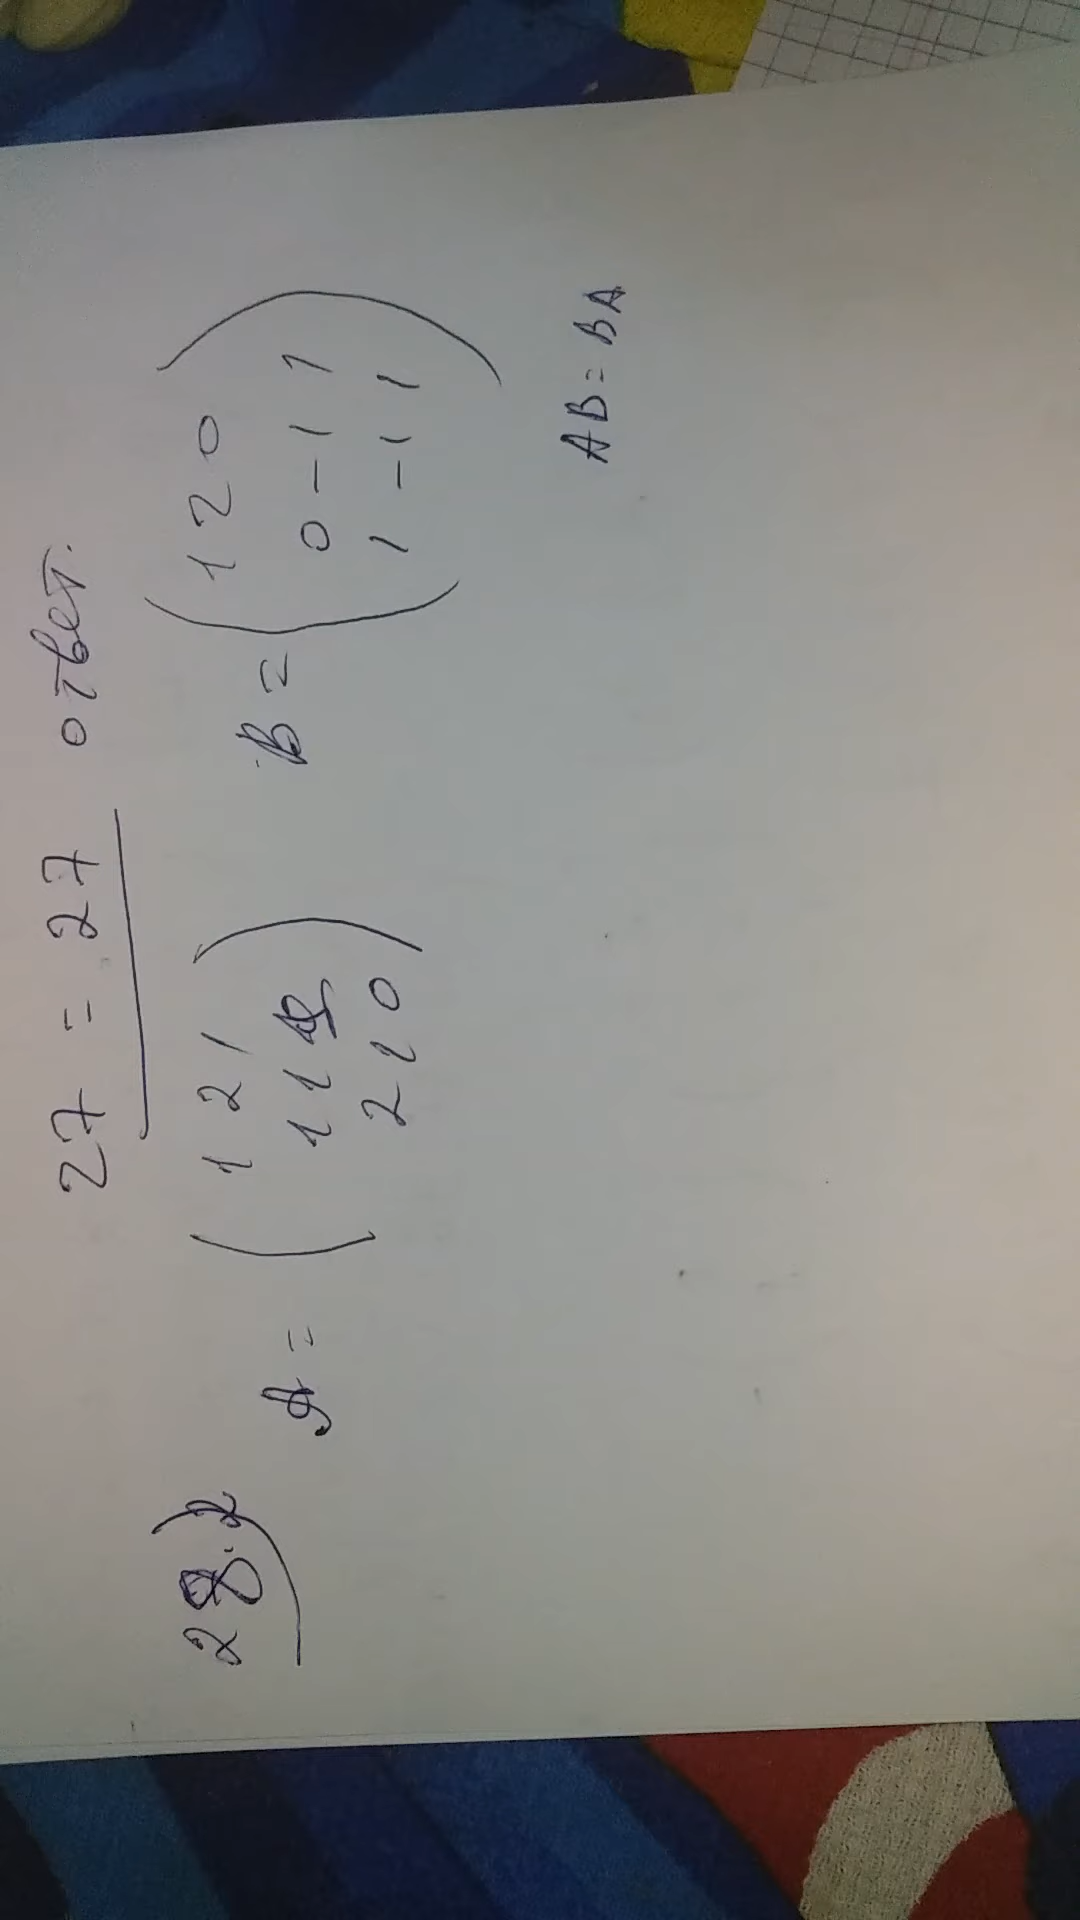 27 = 27 ответ.
28.2) A = ( 1 2 1 ) B = ( 1 2 0 )
1 1 2 0 -1 1
2 1 0 1 -1 1
AB = BA